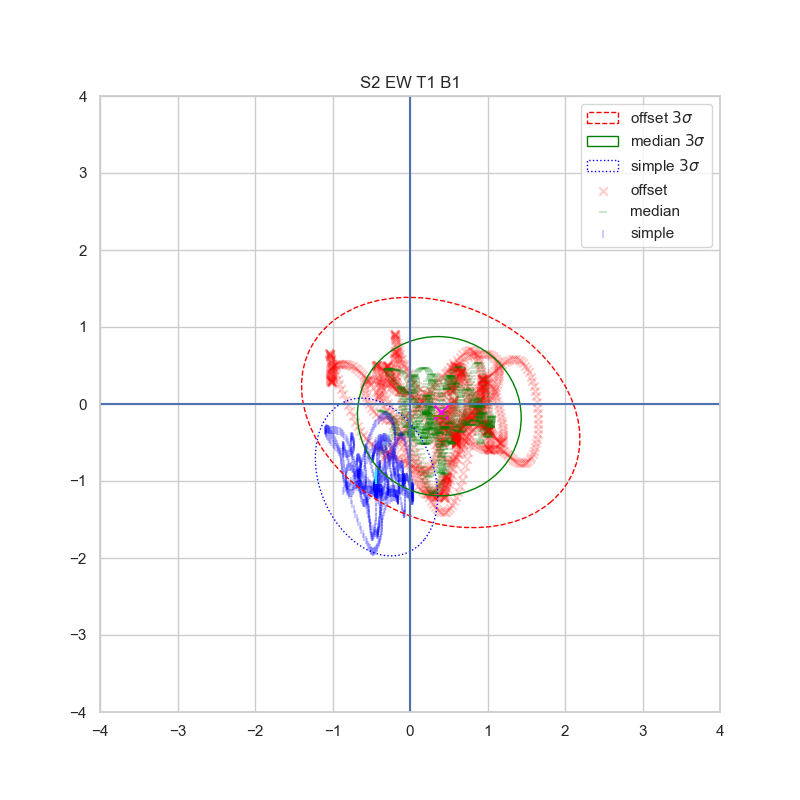 S2 EW T1 B1
offset 3σ
median 3σ
simple 3σ
offset
median
simple
4
3
2
1
0
−1
−2
−3
−4
−4 −3 −2 −1 0 1 2 3 4